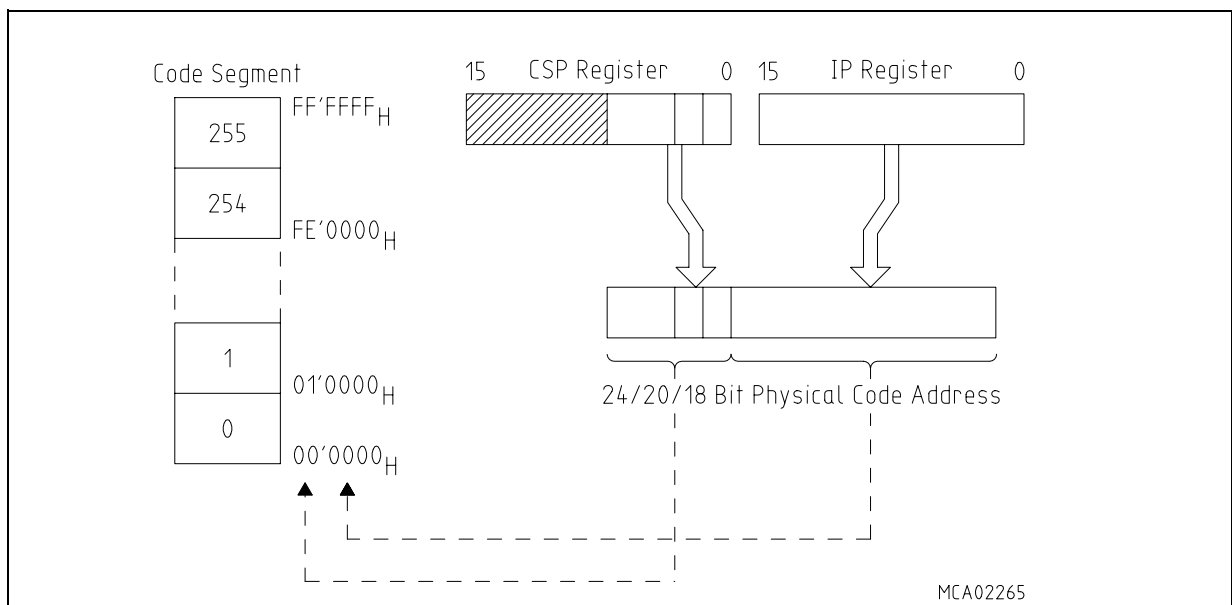 Code Segment
15 CSP Register 0
15 IP Register 0
255
FF'FFFFH
254
FE'0000H
1
01'0000H
0
00'0000H
24/20/18 Bit Physical Code Address
MCA02265